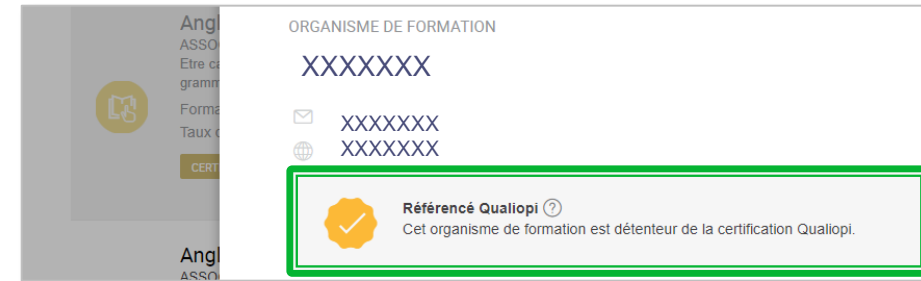 Angl
ASSO
Etre ca
gramm
Forma
Taux d
CERT
Angl
ASSO
ORGANISME DE FORMATION
XXXXXXX
XXXXXXX
XXXXXXX
Référencé Qualiopi ?
Cet organisme de formation est détenteur de la certification Qualiopi.